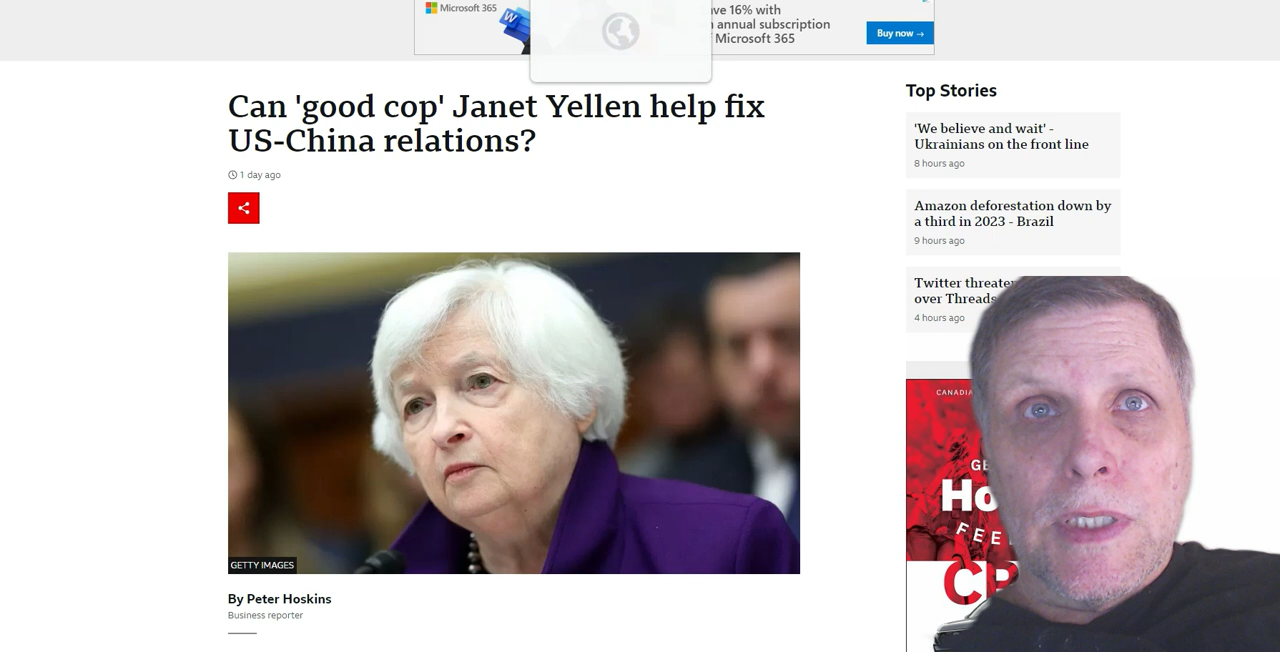 Microsoft 365
W
ave 16% with
annual subscription
Microsoft 365
Buy now →
Can 'good cop' Janet Yellen help fix
US-China relations?
1 day ago
GETTY IMAGES
By Peter Hoskins
Business reporter
Top Stories
'We believe and wait' -
Ukrainians on the front line
8 hours ago
Amazon deforestation down by
a third in 2023 - Brazil
9 hours ago
Twitter
over Threads
4 hours ago